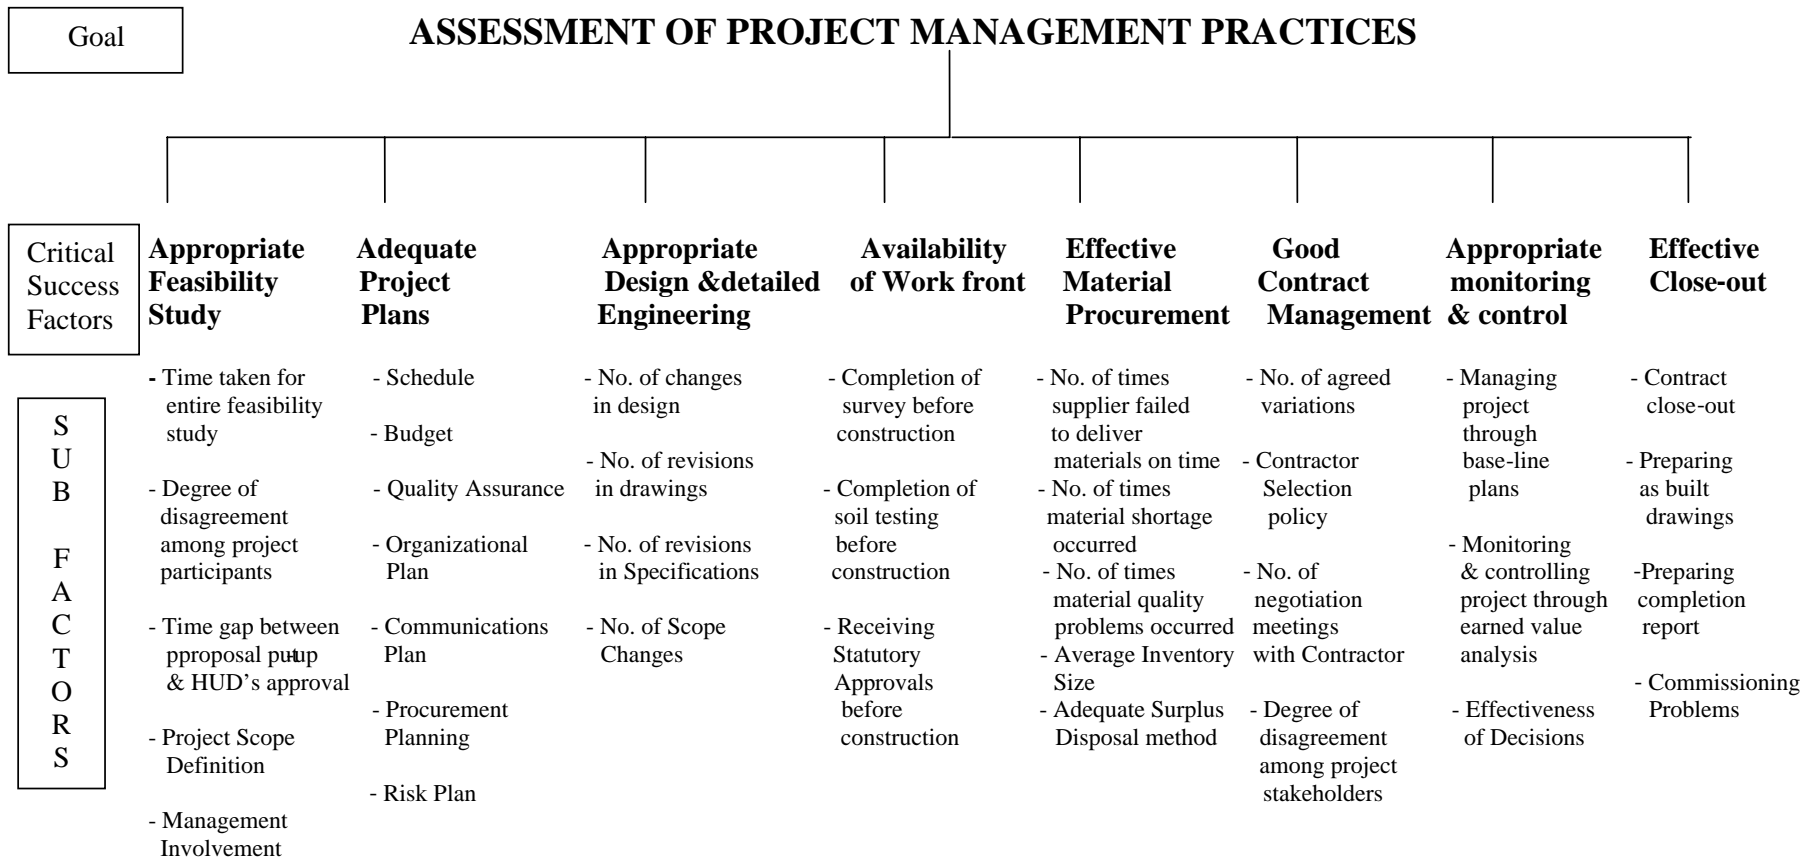 Goal
ASSESSMENT OF PROJECT MANAGEMENT PRACTICES
Critical
Success
Factors
Appropriate
Feasibility
Study
Adequate
Project
Plans
Appropriate
Design &detailed
Engineering
Availability
of Work front
Effective
Material
Procurement
Good
Contract
Management
Appropriate
monitoring
& control
Effective
Close-out
S
U
B
F
A
C
T
O
R
S
- Time taken for
entire feasibility
study
- Degree of
disagreement
among project
participants
- Time gap between
pproposal put-up
& HUD’s approval
- Project Scope
Definition
- Management
Involvement
- Schedule
- Budget
- Quality Assurance
- Organizational
Plan
- Communications
Plan
- Procurement
Planning
- Risk Plan
- No. of changes
in design
- No. of revisions
in drawings
- No. of revisions
in Specifications
- No. of Scope
Changes
- Completion of
survey before
construction
- Completion of
soil testing
before
construction
- Receiving
Statutory
Approvals
before
construction
- No. of times
supplier failed
to deliver
materials on time
- No. of times
material shortage
occurred
- No. of times
material quality
problems occurred
- Average Inventory
Size
- Adequate Surplus
Disposal method
- No. of agreed
variations
- Contractor
Selection
policy
- No. of
negotiation
meetings
with Contractor
- Degree of
disagreement
among project
stakeholders
- Managing
project
through
base-line
plans
- Monitoring
& controlling
project through
earned value
analysis
- Effectiveness
of Decisions
- Contract
close-out
- Preparing
as built
drawings
-Preparing
completion
report
- Commissioning
Problems